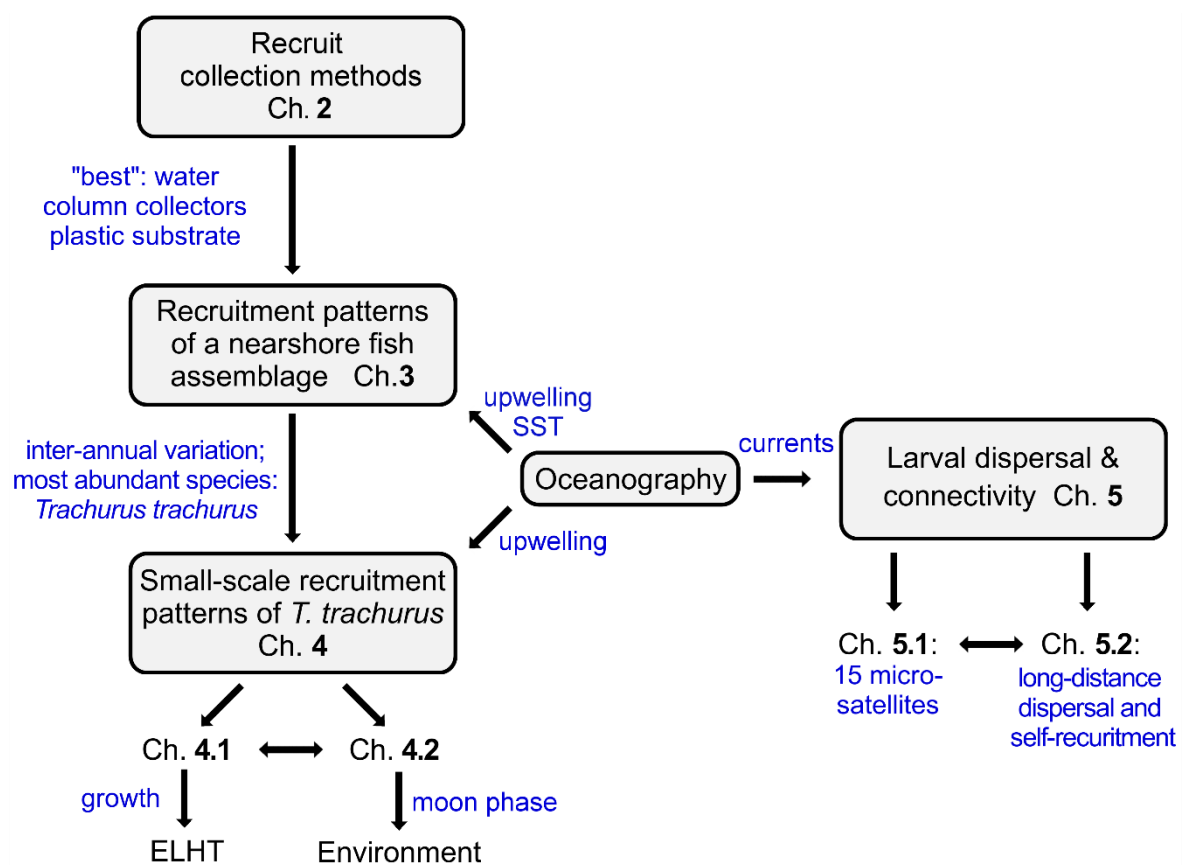 Recruit
collection methods
Ch. 2
"best": water
column collectors
plastic substrate
Recruitment patterns
of a nearshore fish
assemblage Ch.3
upwelling
SST
inter-annual variation;
most abundant species:
Trachurus trachurus
Oceanography
currents
Larval dispersal &
connectivity Ch. 5
upwelling
Small-scale recruitment
patterns of T. trachurus
Ch. 4
Ch. 5.1:
15 micro-
satellites
Ch. 5.2:
long-distance
dispersal and
self-recuritment
Ch. 4.1
Ch. 4.2
growth
moon phase
ELHT
Environment